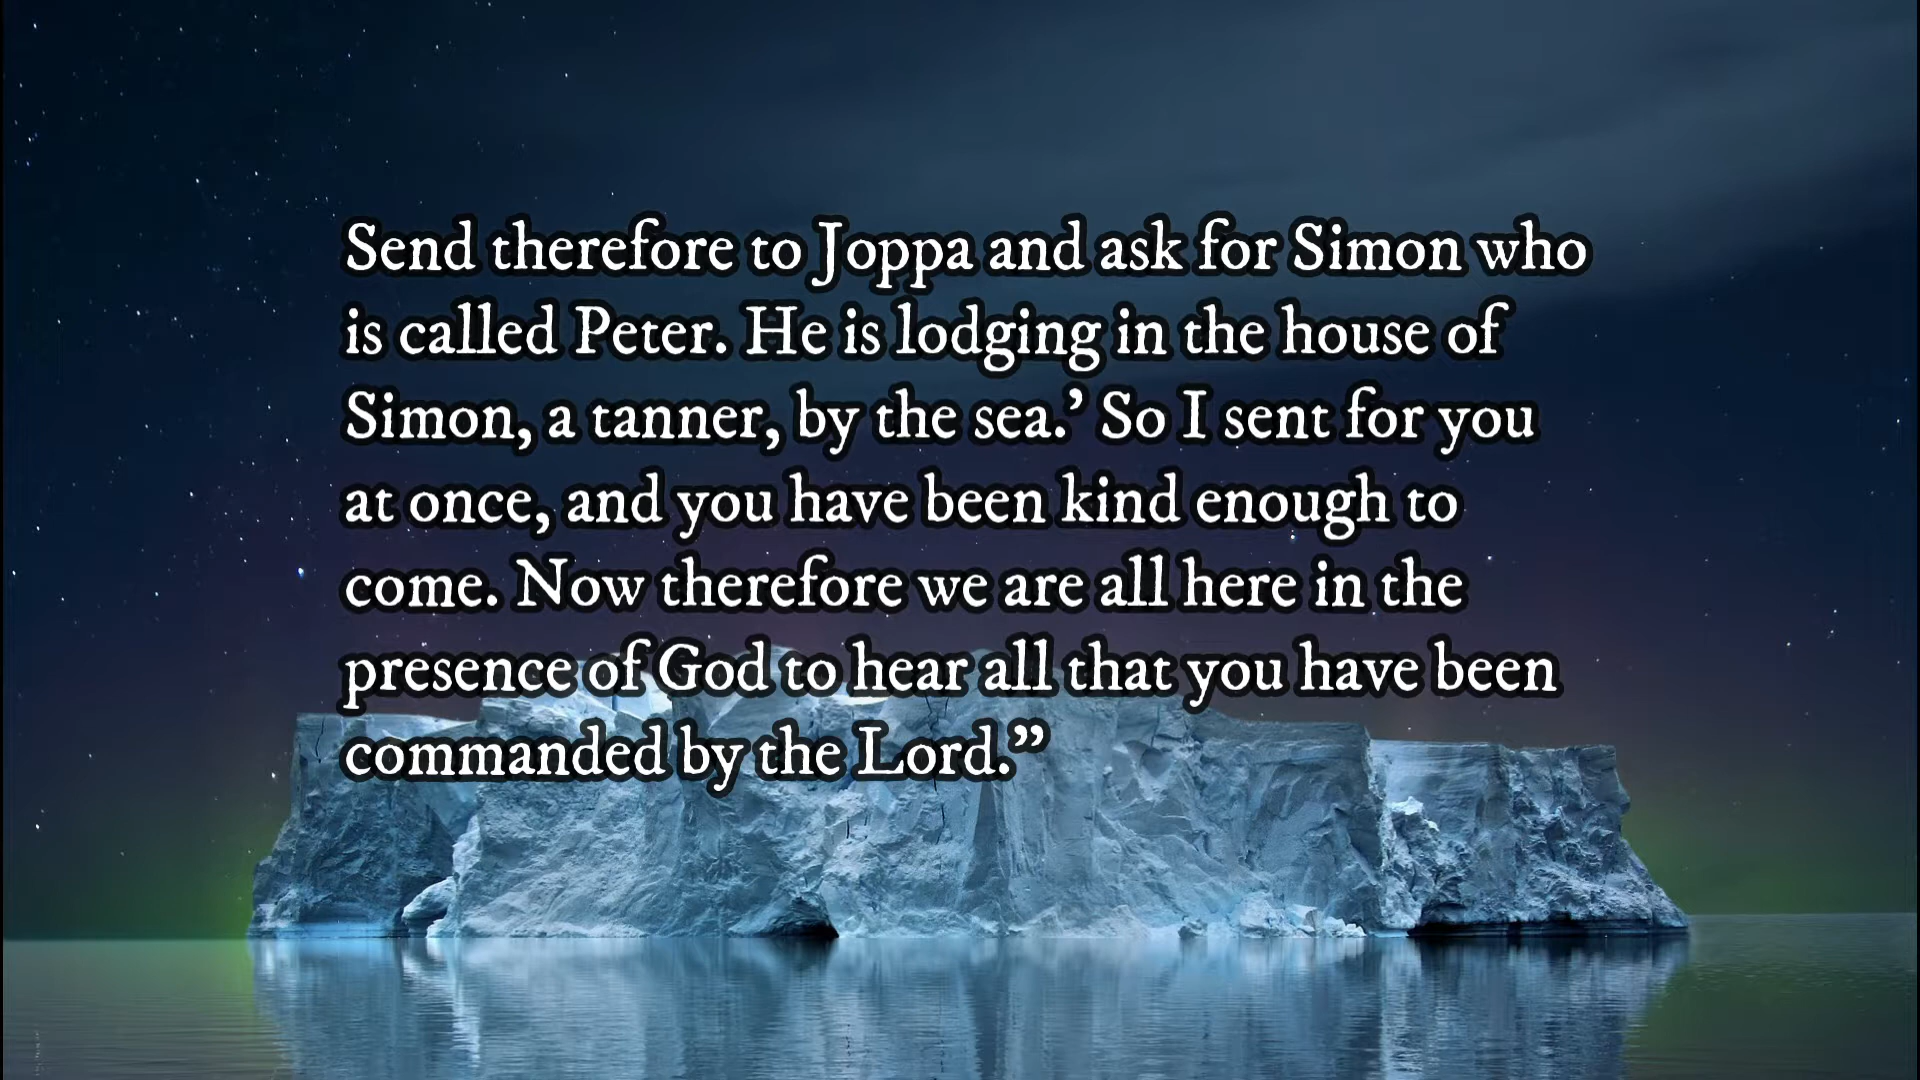 Send therefore to Joppa and ask for Simon who
is called Peter. He is lodging in the house of
Simon, a tanner, by the sea.’ So I sent for you
at once, and you have been kind enough to
come. Now therefore we are all here in the
presence of God to hear all that you have been
commanded by the Lord.”